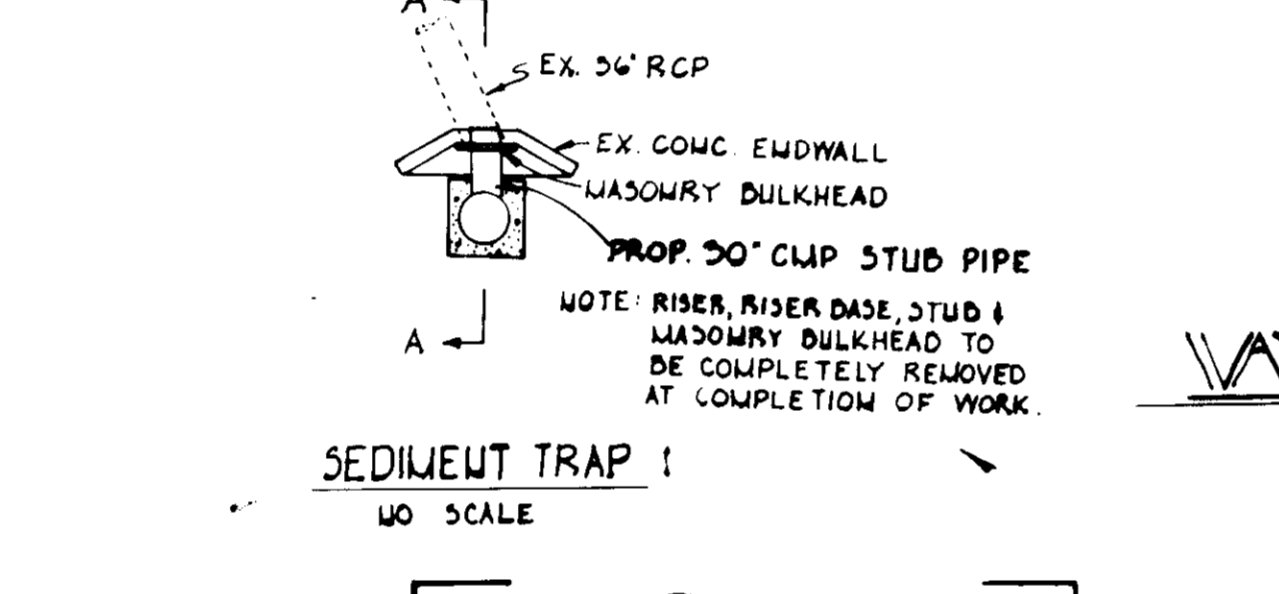 A
EX. 36" RCP
EX. CONC. ENDWALL
MASONRY BULKHEAD
PROP. 30" CMP STUB PIPE
NOTE: RISER, RISER BASE, STUB &
MASONRY BULKHEAD TO
BE COMPLETELY REMOVED
AT COMPLETION OF WORK.
A
SEDIMENT TRAP 1
NO SCALE